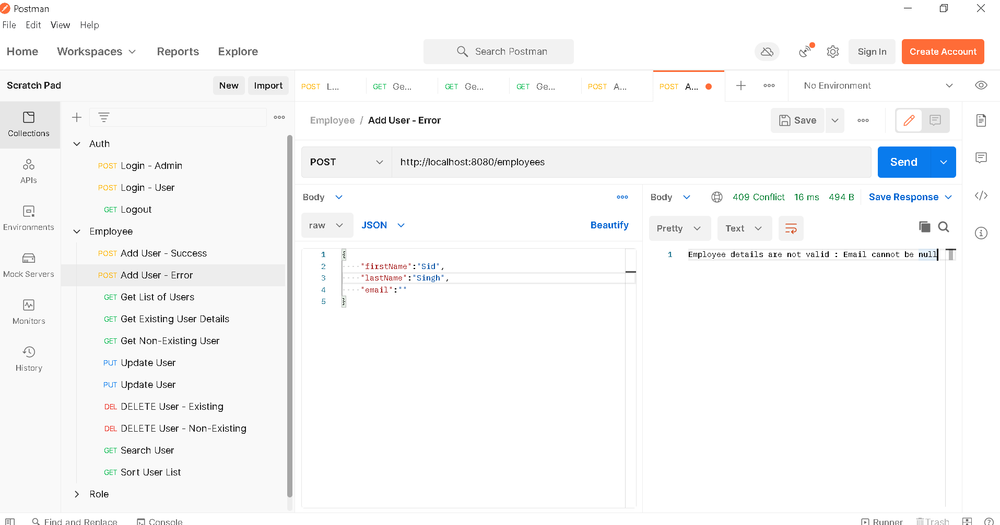 Postman
File Edit View Help
Home Workspaces Reports Explore
Search Postman
Sign In
Create Account
Scratch Pad
New
Import
POST L...
GET Ge...
GET Ge...
GET Ge...
POST A...
POST A...
No Environment
Collections
APIs
Environments
Mock Servers
Monitors
History
Auth
POST Login - Admin
POST Login - User
GET Logout
Employee
POST Add User - Success
POST Add User - Error
GET Get List of Users
GET Get Existing User Details
GET Get Non-Existing User
PUT Update User
PUT Update User
DEL DELETE User - Existing
DEL DELETE User - Non-Existing
GET Search User
GET Sort User List
Role
Employee / Add User - Error
Save
POST
http://localhost:8080/employees
Send
Body
raw
JSON
Beautify
1 {
2 "firstName":"Sid",
3 "lastName":"Singh",
4 "email":""
5 }
Body
409 Conflict 16 ms 494 B
Save Response
Pretty
Text
1 Employee details are not valid : Email cannot be null
Find and Replace
Console
Runner
Trash